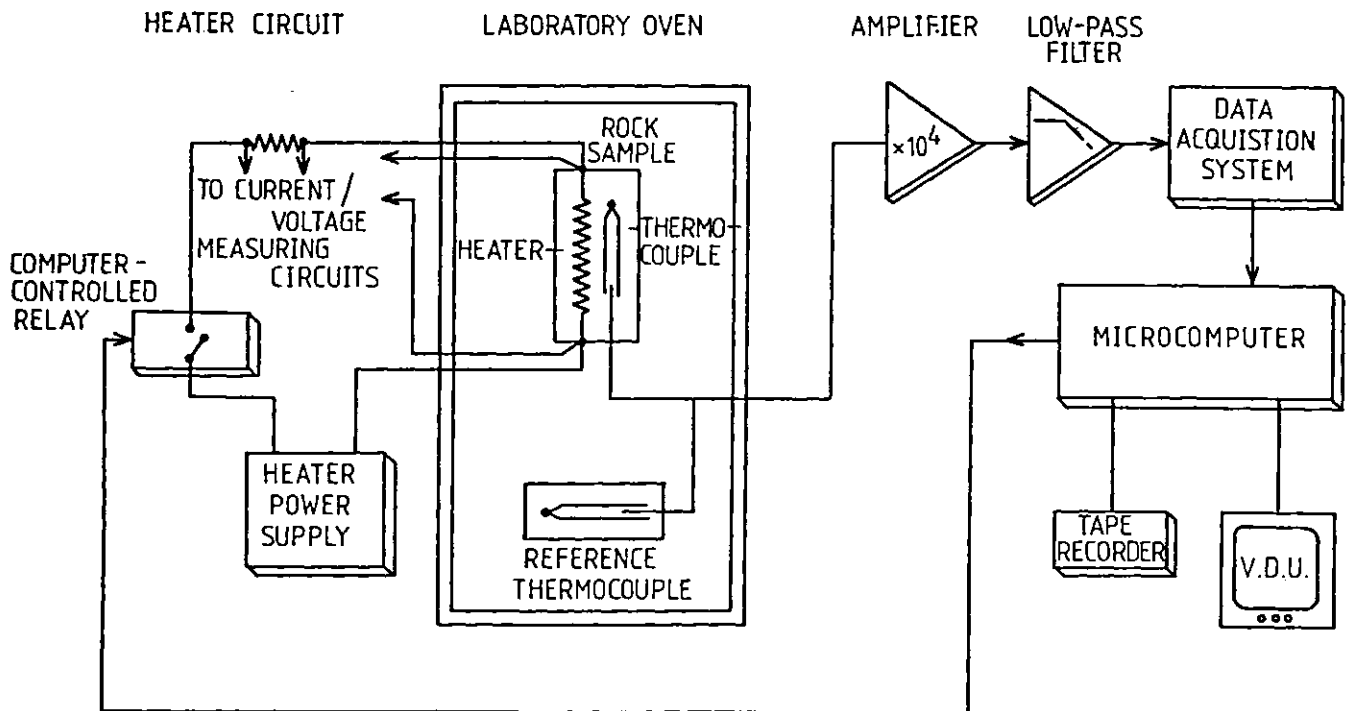 HEATER CIRCUIT
LABORATORY OVEN
AMPLIFIER
LOW-PASS
FILTER
ROCK
SAMPLE
×10⁴
DATA
ACQUISTION
SYSTEM
TO CURRENT /
VOLTAGE
MEASURING
CIRCUITS
HEATER
THERMO
COUPLE
COMPUTER-
CONTROLLED
RELAY
MICROCOMPUTER
HEATER
POWER
SUPPLY
REFERENCE
THERMOCOUPLE
TAPE
RECORDER
V.D.U.